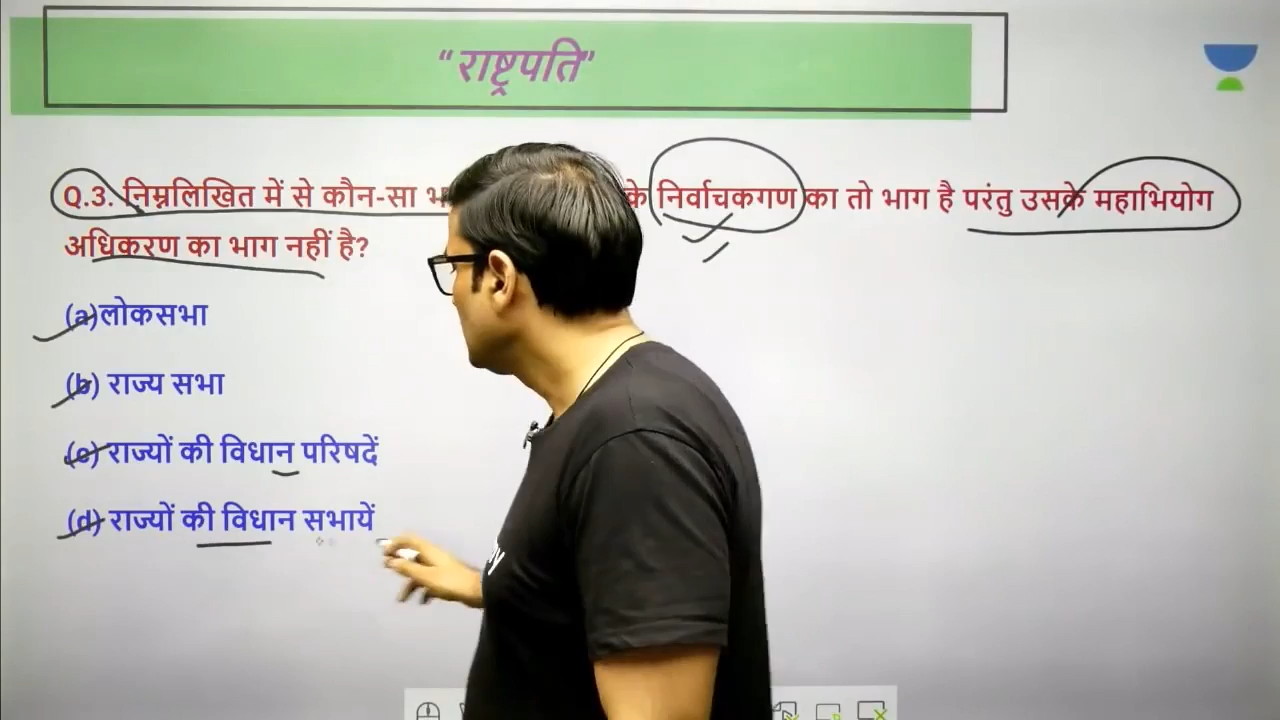 “राष्ट्रपति”
Q.3. निम्नलिखित में से कौन-सा के निर्वाचकगण का तो भाग है परंतु उसके महाभियोग
अधिकरण का भाग नहीं है?
(a)लोकसभा
(b) राज्य सभा
(c) राज्यों की विधान परिषदें
(d) राज्यों की विधान सभायें